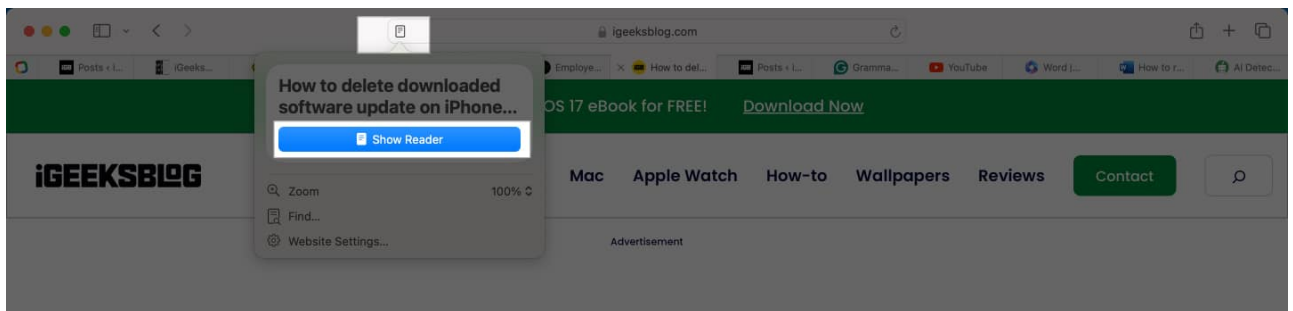 igeeksblog.com
Posts ‹ i...
iGeeks...
Employe...
How to del...
Posts ‹ i...
Gramma...
YouTube
Word (...
How to r...
AI Detec...
How to delete downloaded
software update on iPhone...
Show Reader
Zoom 100%
Find...
Website Settings...
OS 17 eBook for FREE! Download Now
iGEEKSBLOG
Mac Apple Watch How-to Wallpapers Reviews Contact
Advertisement